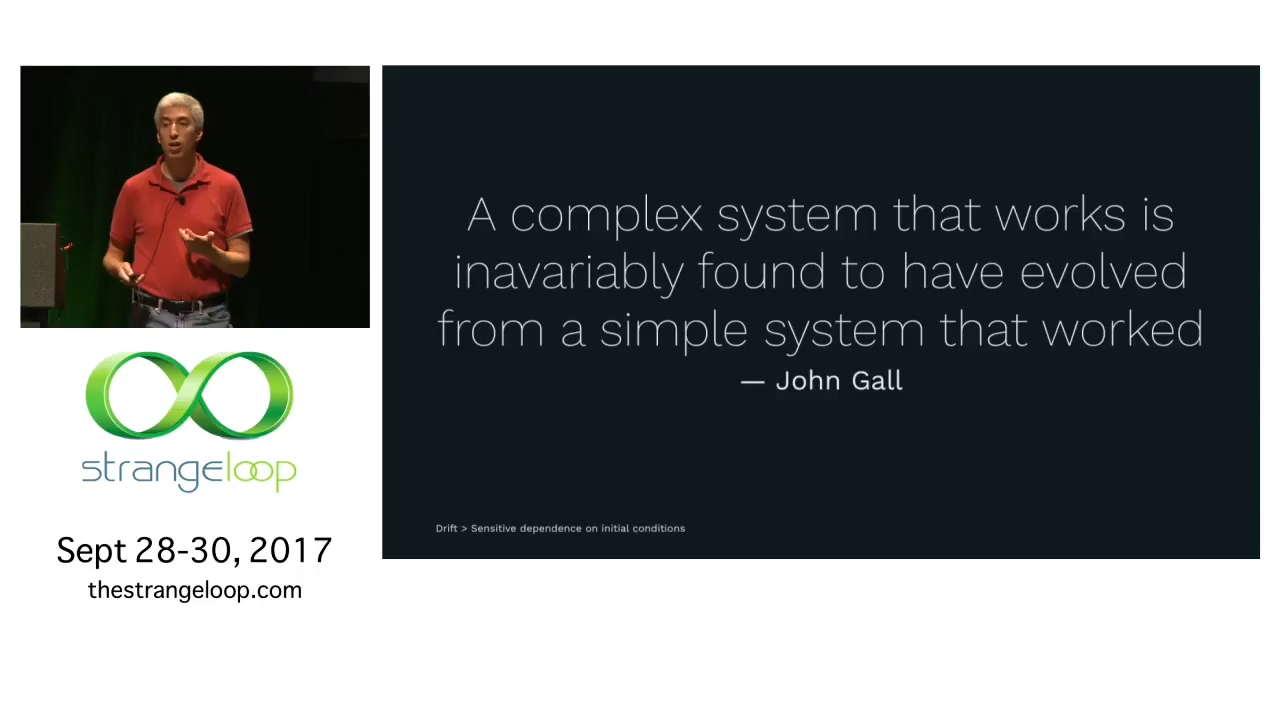 A complex system that works is
inavariably found to have evolved
from a simple system that worked
— John Gall
Drift > Sensitive dependence on initial conditions
strangeloop
Sept 28-30, 2017
thestrangeloop.com